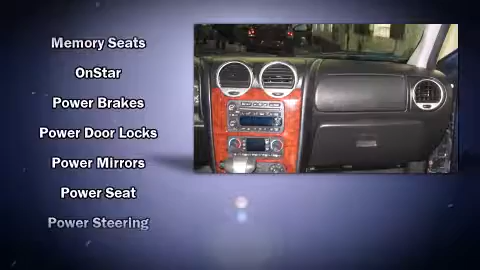 Memory Seats
OnStar
Power Brakes
Power Door Locks
Power Mirrors
Power Seat
Power Steering